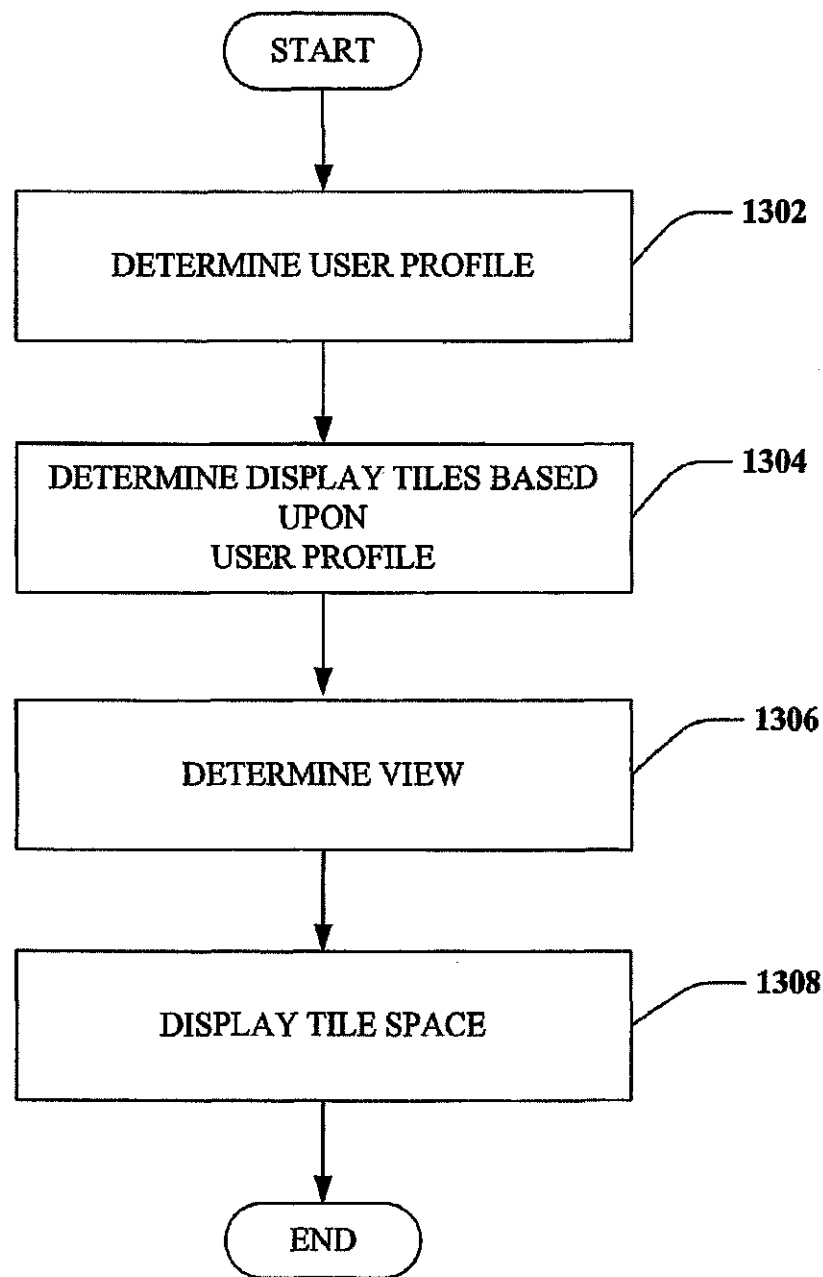 START
DETERMINE USER PROFILE
1302
DETERMINE DISPLAY TILES BASED
UPON
USER PROFILE
1304
DETERMINE VIEW
1306
DISPLAY TILE SPACE
1308
END